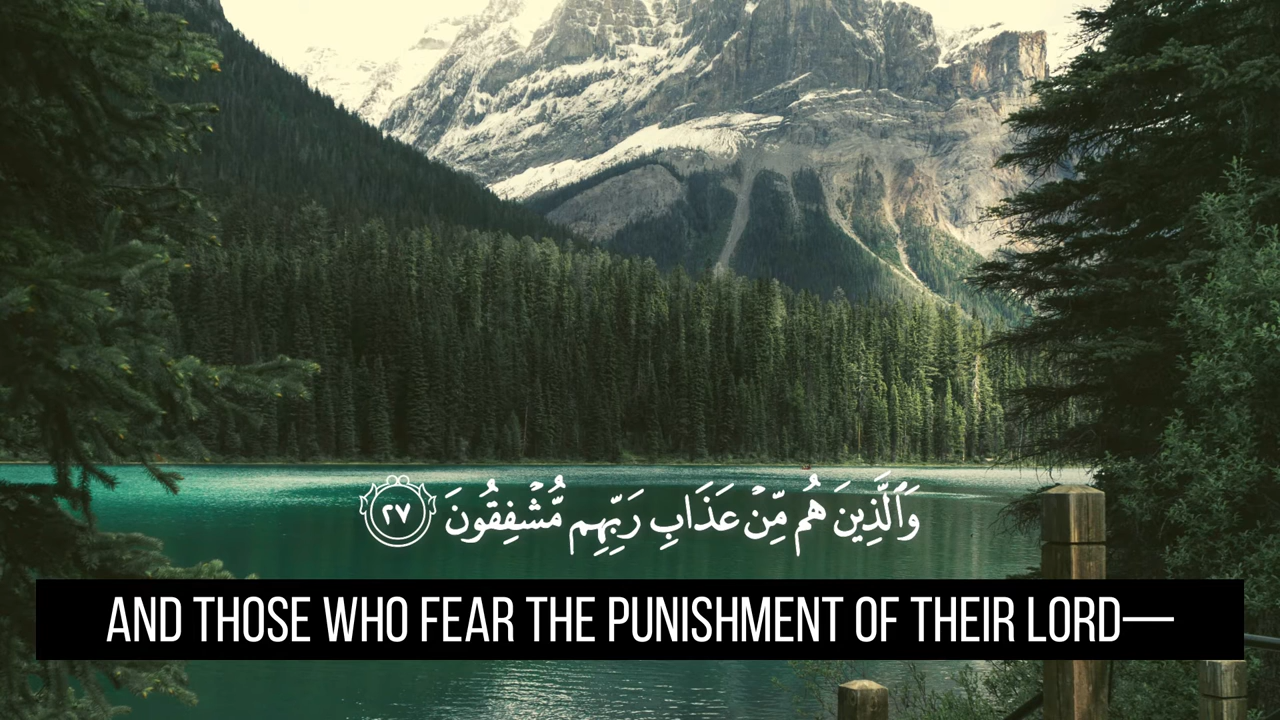 وَٱلَّذِينَ هُم مِّنۡ عَذَابِ رَبِّهِم مُّشۡفِقُونَ ٢٧
AND THOSE WHO FEAR THE PUNISHMENT OF THEIR LORD—